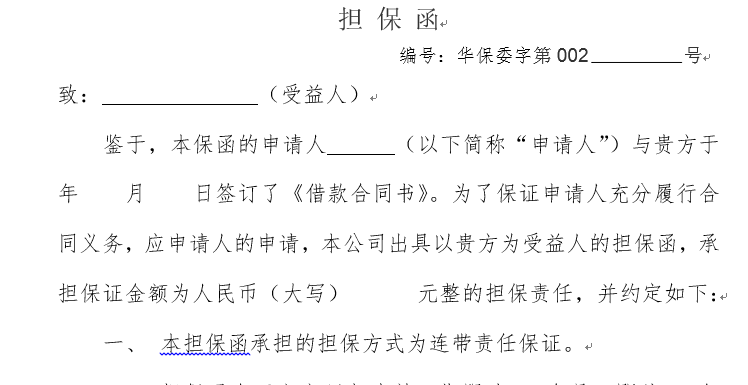 担 保 函
编号：华保委字第 002________号
致：______________（受益人）
鉴于，本保函的申请人______（以下简称“申请人”）与贵方于
年 月 日签订了《借款合同书》。为了保证申请人充分履行合
同义务，应申请人的申请，本公司出具以贵方为受益人的担保函，承
担保证金额为人民币（大写） 元整的担保责任，并约定如下：
一、 本担保函承担的担保方式为连带责任保证。